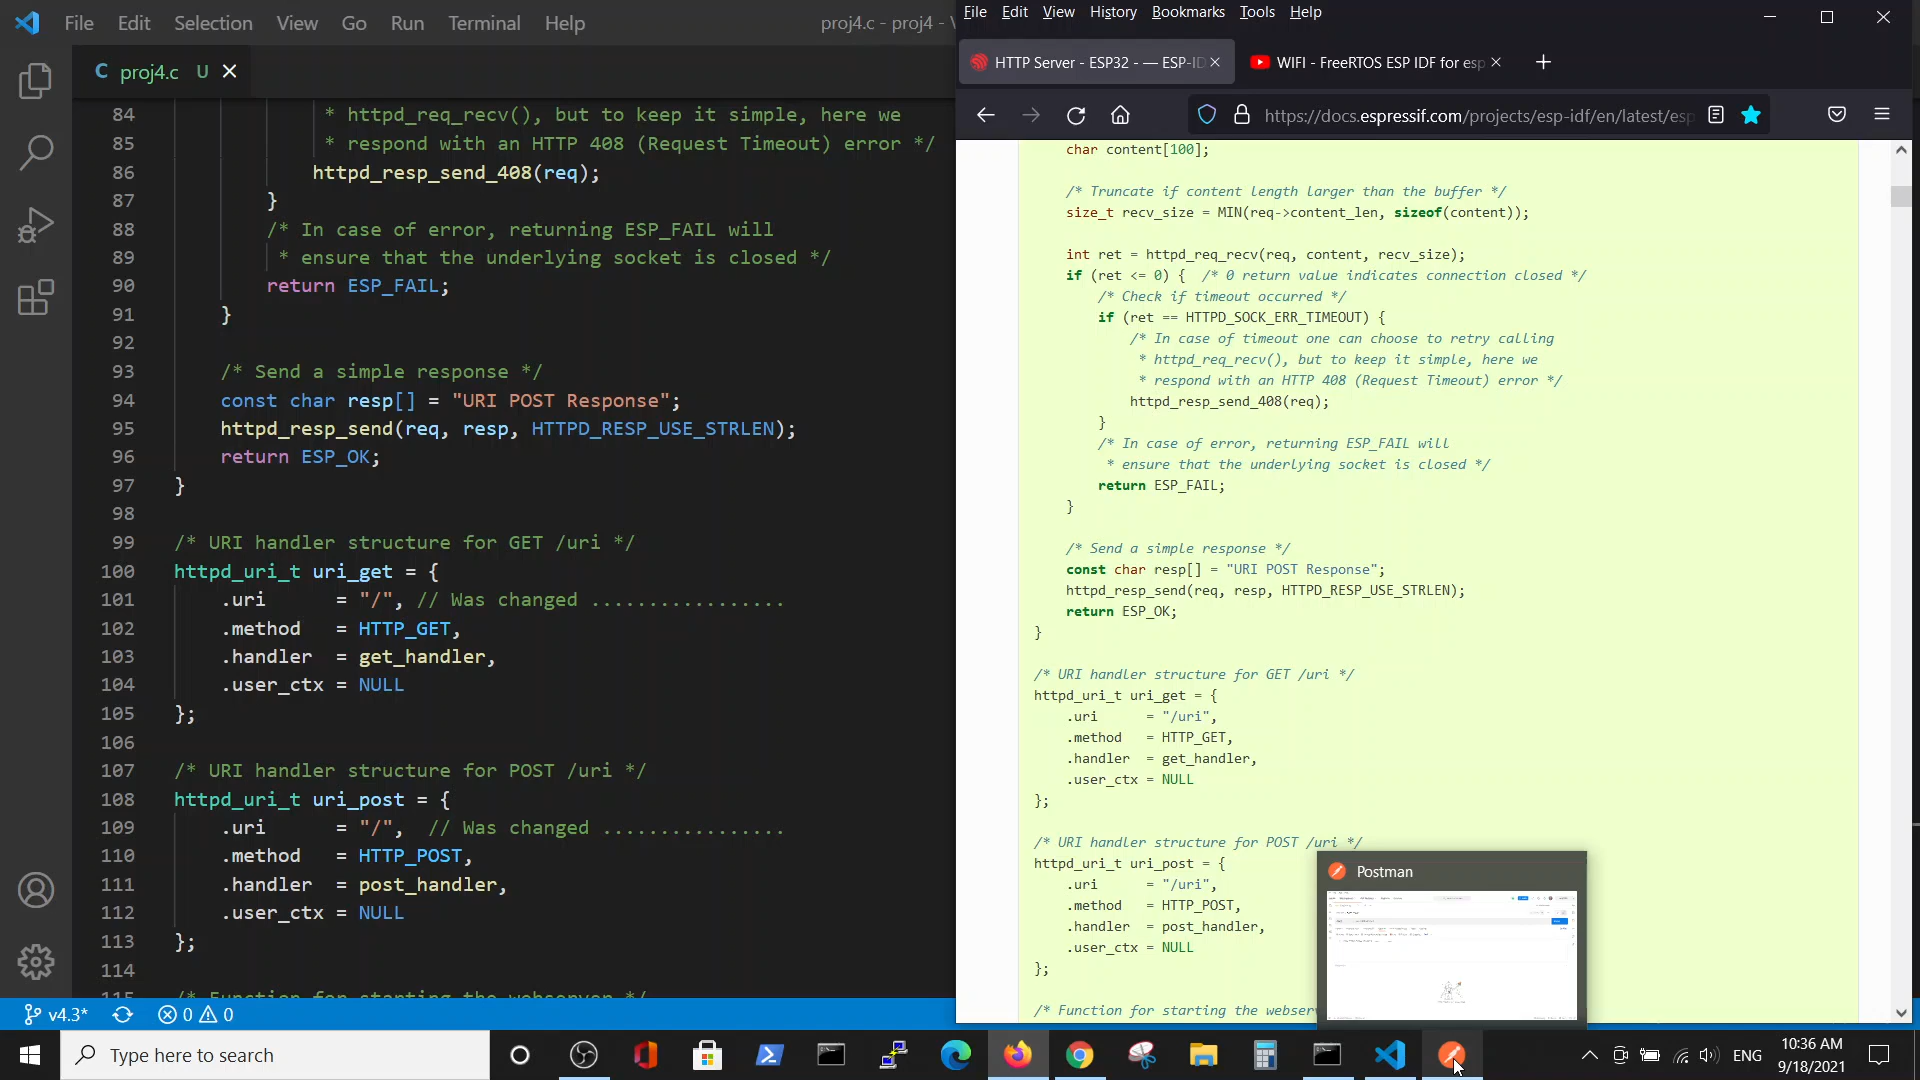 File Edit Selection View Go Run Terminal Help
proj4.c - proj4 -
C proj4.c U
84 * httpd_req_recv(), but to keep it simple, here we
85 * respond with an HTTP 408 (Request Timeout) error */
86 httpd_resp_send_408(req);
87 }
88 /* In case of error, returning ESP_FAIL will
89 * ensure that the underlying socket is closed */
90 return ESP_FAIL;
91 }
92
93 /* Send a simple response */
94 const char resp[] = "URI POST Response";
95 httpd_resp_send(req, resp, HTTPD_RESP_USE_STRLEN);
96 return ESP_OK;
97 }
98
99 /* URI handler structure for GET /uri */
100 httpd_uri_t uri_get = {
101 .uri = "/", // Was changed .................
102 .method = HTTP_GET,
103 .handler = get_handler,
104 .user_ctx = NULL
105 };
106
107 /* URI handler structure for POST /uri */
108 httpd_uri_t uri_post = {
109 .uri = "/", // Was changed ................
110 .method = HTTP_POST,
111 .handler = post_handler,
112 .user_ctx = NULL
113 };
114
115 /* Function for starting the webserver */
v4.3* 0 0
File Edit View History Bookmarks Tools Help
HTTP Server - ESP32 - — ESP-ID
WIFI - FreeRTOS ESP IDF for esp
https://docs.espressif.com/projects/esp-idf/en/latest/esp
char content[100];
/* Truncate if content length larger than the buffer */
size_t recv_size = MIN(req->content_len, sizeof(content));
int ret = httpd_req_recv(req, content, recv_size);
if (ret <= 0) { /* 0 return value indicates connection closed */
/* Check if timeout occurred */
if (ret == HTTPD_SOCK_ERR_TIMEOUT) {
/* In case of timeout one can choose to retry calling
* httpd_req_recv(), but to keep it simple, here we
* respond with an HTTP 408 (Request Timeout) error */
httpd_resp_send_408(req);
}
/* In case of error, returning ESP_FAIL will
* ensure that the underlying socket is closed */
return ESP_FAIL;
}
/* Send a simple response */
const char resp[] = "URI POST Response";
httpd_resp_send(req, resp, HTTPD_RESP_USE_STRLEN);
return ESP_OK;
}
/* URI handler structure for GET /uri */
httpd_uri_t uri_get = {
.uri = "/uri",
.method = HTTP_GET,
.handler = get_handler,
.user_ctx = NULL
};
/* URI handler structure for POST /uri */
httpd_uri_t uri_post = {
.uri = "/uri",
.method = HTTP_POST,
.handler = post_handler,
.user_ctx = NULL
};
/* Function for starting the webser
Postman
Type here to search
ENG
10:36 AM
9/18/2021